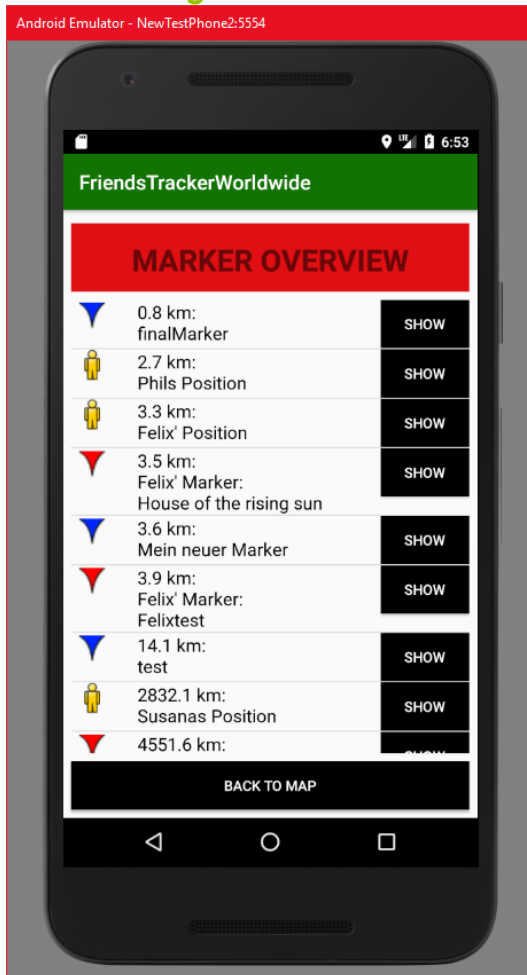 Android Emulator - NewTestPhone2:5554
LTE 6:53
FriendsTrackerWorldwide
MARKER OVERVIEW
0.8 km:
finalMarker
SHOW
2.7 km:
Phils Position
SHOW
3.3 km:
Felix' Position
SHOW
3.5 km:
Felix' Marker:
House of the rising sun
SHOW
3.6 km:
Mein neuer Marker
SHOW
3.9 km:
Felix' Marker:
Felixtest
SHOW
14.1 km:
test
SHOW
2832.1 km:
Susanas Position
SHOW
4551.6 km:
BACK TO MAP